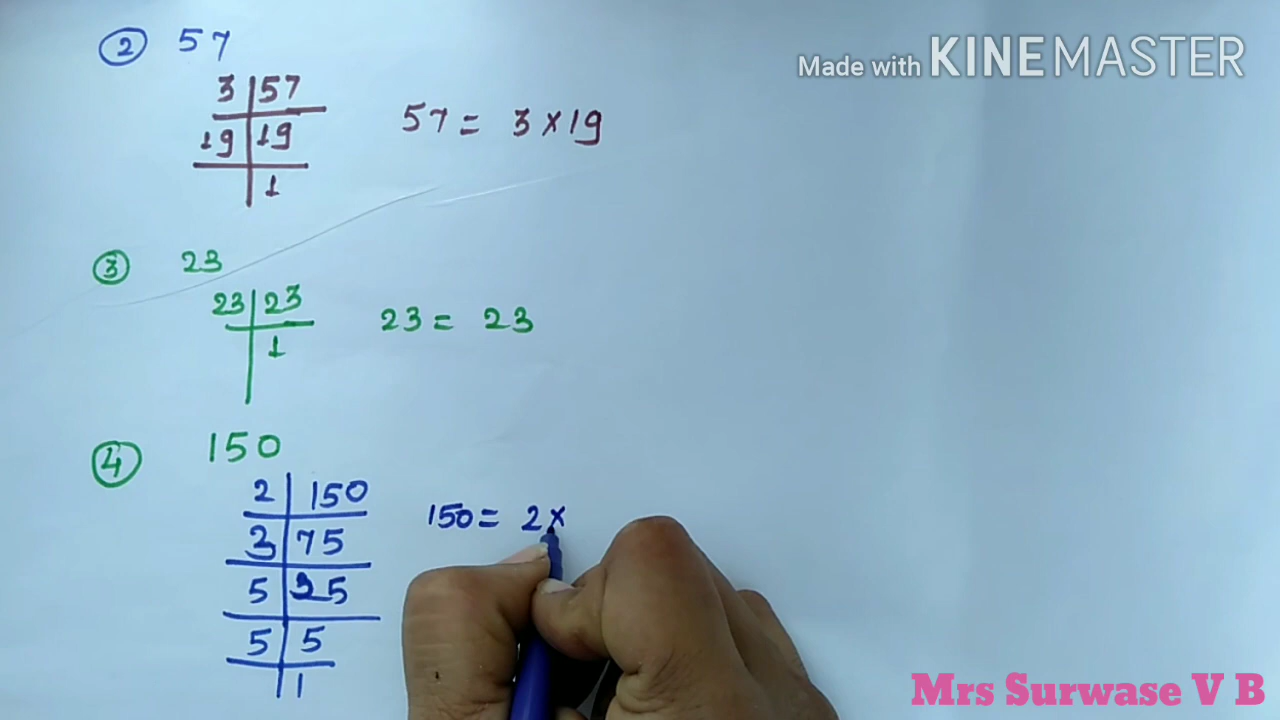 ② 57
Made with KINEMASTER
3 | 57
19 | 19
1
57 = 3 × 19
③ 23
23 | 23
1
23 = 23
④ 150
2 | 150
3 | 75
5 | 25
5 | 5
1
150 = 2 ×
Mrs Surwase V B